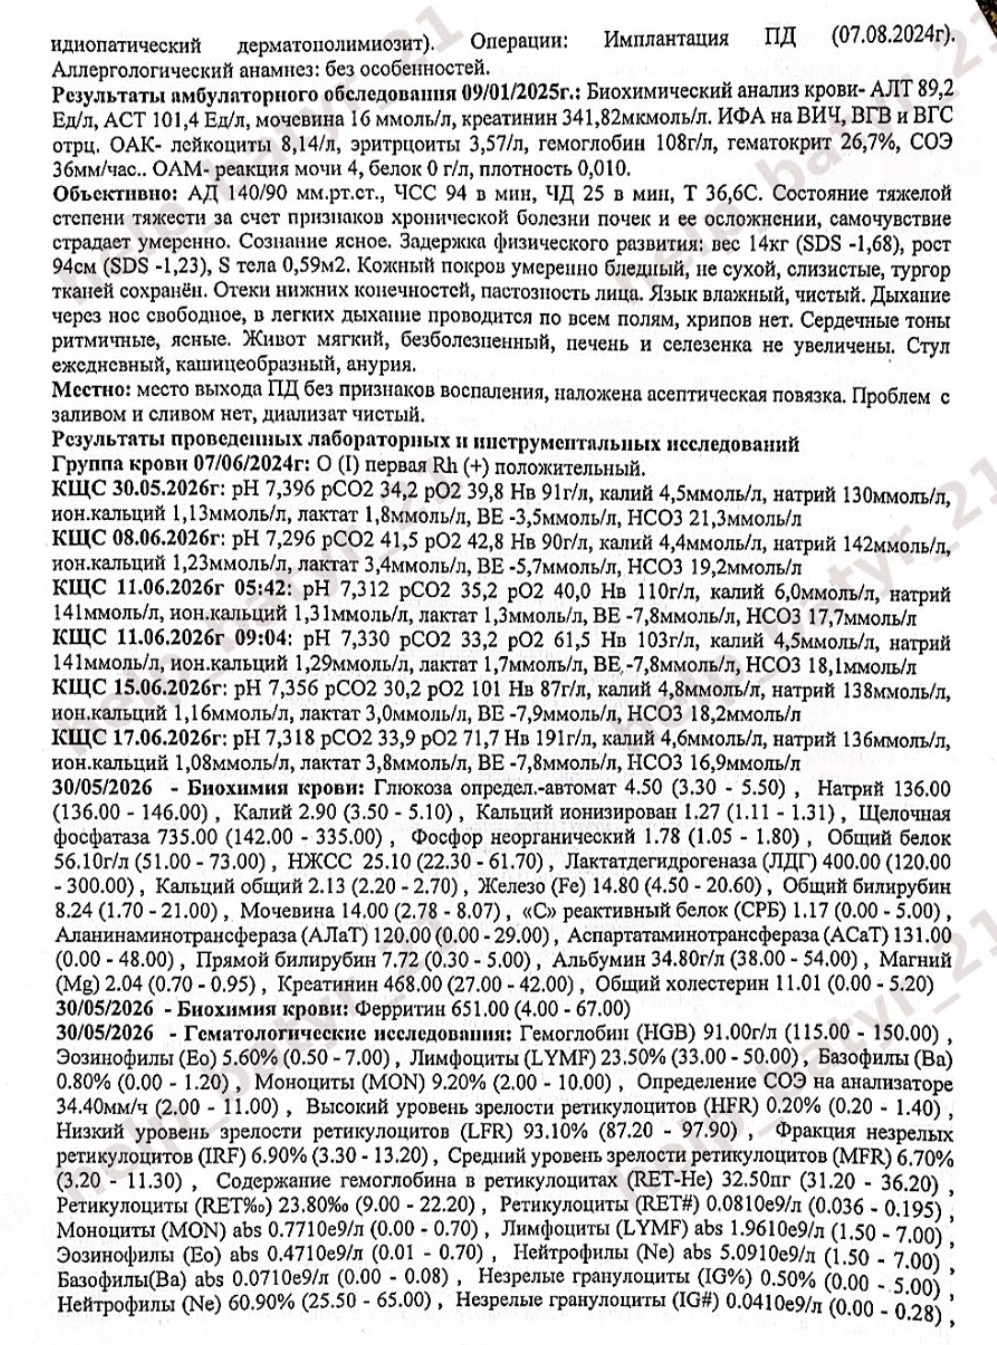 идиопатический дерматополимиозит). Операции: Имплантация ПД (07.08.2024г).
Аллергологический анамнез: без особенностей.
Результаты амбулаторного обследования 09/01/2025г.: Биохимический анализ крови- АЛТ 89,2
Ед/л, АСТ 101,4 Ед/л, мочевина 16 ммоль/л, креатинин 341,82мкмоль/л. ИФА на ВИЧ, ВГВ и ВГС
отрц. ОАК- лейкоциты 8,14/л, эритрцоиты 3,57/л, гемоглобин 108г/л, гематокрит 26,7%, СОЭ
36мм/час.. ОАМ- реакция мочи 4, белок 0 г/л, плотность 0,010.
Объективно: АД 140/90 мм.рт.ст., ЧСС 94 в мин, ЧД 25 в мин, Т 36,6С. Состояние тяжелой
степени тяжести за счет признаков хронической болезни почек и ее осложнении, самочувствие
страдает умеренно. Сознание ясное. Задержка физического развития: вес 14кг (SDS -1,68), рост
94см (SDS -1,23), S тела 0,59м2. Кожный покров умеренно бледный, не сухой, слизистые, тургор
тканей сохранён. Отеки нижних конечностей, пастозность лица. Язык влажный, чистый. Дыхание
через нос свободное, в легких дыхание проводится по всем полям, хрипов нет. Сердечные тоны
ритмичные, ясные. Живот мягкий, безболезненный, печень и селезенка не увеличены. Стул
ежедневный, кашицеобразный, анурия.
Местно: место выхода ПД без признаков воспаления, наложена асептическая повязка. Проблем с
заливом и сливом нет, диализат чистый.
Результаты проведенных лабораторных и инструментальных исследований
Группа крови 07/06/2024г: O (I) первая Rh (+) положительный.
КЩС 30.05.2026г: pH 7,396 pCO2 34,2 pO2 39,8 Нв 91г/л, калий 4,5ммоль/л, натрий 130ммоль/л,
ион.кальций 1,13ммоль/л, лактат 1,8ммоль/л, BE -3,5ммоль/л, НСО3 21,3ммоль/л
КЩС 08.06.2026г: pH 7,296 pCO2 41,5 pO2 42,8 Нв 90г/л, калий 4,4ммоль/л, натрий 142ммоль/л,
ион.кальций 1,23ммоль/л, лактат 3,4ммоль/л, BE -5,7ммоль/л, НСО3 19,2ммоль/л
КЩС 11.06.2026г 05:42: pH 7,312 pCO2 35,2 pO2 40,0 Нв 110г/л, калий 6,0ммоль/л, натрий
141ммоль/л, ион.кальций 1,31ммоль/л, лактат 1,3ммоль/л, BE -7,8ммоль/л, НСО3 17,7ммоль/л
КЩС 11.06.2026г 09:04: pH 7,330 pCO2 33,2 pO2 61,5 Нв 103г/л, калий 4,5ммоль/л, натрий
141ммоль/л, ион.кальций 1,29ммоль/л, лактат 1,7ммоль/л, BE -7,8ммоль/л, НСО3 18,1ммоль/л
КЩС 15.06.2026г: pH 7,356 pCO2 30,2 pO2 101 Нв 87г/л, калий 4,8ммоль/л, натрий 138ммоль/л,
ион.кальций 1,16ммоль/л, лактат 3,0ммоль/л, BE -7,9ммоль/л, НСО3 18,2ммоль/л
КЩС 17.06.2026г: pH 7,318 pCO2 33,9 pO2 71,7 Нв 191г/л, калий 4,6ммоль/л, натрий 136ммоль/л,
ион.кальций 1,08ммоль/л, лактат 3,8ммоль/л, BE -7,8ммоль/л, НСО3 16,9ммоль/л
30/05/2026 - Биохимия крови: Глюкоза определ.-автомат 4.50 (3.30 - 5.50) , Натрий 136.00
(136.00 - 146.00) , Калий 2.90 (3.50 - 5.10) , Кальций ионизирован 1.27 (1.11 - 1.31) , Щелочная
фосфатаза 735.00 (142.00 - 335.00) , Фосфор неорганический 1.78 (1.05 - 1.80) , Общий белок
56.10г/л (51.00 - 73.00) , НЖСС 25.10 (22.30 - 61.70) , Лактатдегидрогеназа (ЛДГ) 400.00 (120.00
- 300.00) , Кальций общий 2.13 (2.20 - 2.70) , Железо (Fe) 14.80 (4.50 - 20.60) , Общий билирубин
8.24 (1.70 - 21.00) , Мочевина 14.00 (2.78 - 8.07) , «С» реактивный белок (СРБ) 1.17 (0.00 - 5.00) ,
Аланинаминотрансфераза (АЛаТ) 120.00 (0.00 - 29.00) , Аспартатаминотрансфераза (АСаТ) 131.00
(0.00 - 48.00) , Прямой билирубин 7.72 (0.30 - 5.00) , Альбумин 34.80г/л (38.00 - 54.00) , Магний
(Mg) 2.04 (0.70 - 0.95) , Креатинин 468.00 (27.00 - 42.00) , Общий холестерин 11.01 (0.00 - 5.20)
30/05/2026 - Биохимия крови: Ферритин 651.00 (4.00 - 67.00)
30/05/2026 - Гематологические исследования: Гемоглобин (HGB) 91.00г/л (115.00 - 150.00) ,
Эозинофилы (Eo) 5.60% (0.50 - 7.00) , Лимфоциты (LYMF) 23.50% (33.00 - 50.00) , Базофилы (Ba)
0.80% (0.00 - 1.20) , Моноциты (MON) 9.20% (2.00 - 10.00) , Определение СОЭ на анализаторе
34.40мм/ч (2.00 - 11.00) , Высокий уровень зрелости ретикулоцитов (HFR) 0.20% (0.20 - 1.40) ,
Низкий уровень зрелости ретикулоцитов (LFR) 93.10% (87.20 - 97.90) , Фракция незрелых
ретикулоцитов (IRF) 6.90% (3.30 - 13.20) , Средний уровень зрелости ретикулоцитов (MFR) 6.70%
(3.20 - 11.30) , Содержание гемоглобина в ретикулоцитах (RET-He) 32.50пг (31.20 - 36.20) ,
Ретикулоциты (RET‰) 23.80‰ (9.00 - 22.20) , Ретикулоциты (RET#) 0.0810e9/л (0.036 - 0.195) ,
Моноциты (MON) abs 0.7710e9/л (0.00 - 0.70) , Лимфоциты (LYMF) abs 1.9610e9/л (1.50 - 7.00) ,
Эозинофилы (Eo) abs 0.4710e9/л (0.01 - 0.70) , Нейтрофилы (Ne) abs 5.0910e9/л (1.50 - 7.00) ,
Базофилы(Ba) abs 0.0710e9/л (0.00 - 0.08) , Незрелые гранулоциты (IG%) 0.50% (0.00 - 5.00) ,
Нейтрофилы (Ne) 60.90% (25.50 - 65.00) , Незрелые гранулоциты (IG#) 0.0410e9/л (0.00 - 0.28) ,
help_batyr_21
help_batyr_21
help_batyr_21
help_batyr_21
help_batyr_21
help_batyr_21